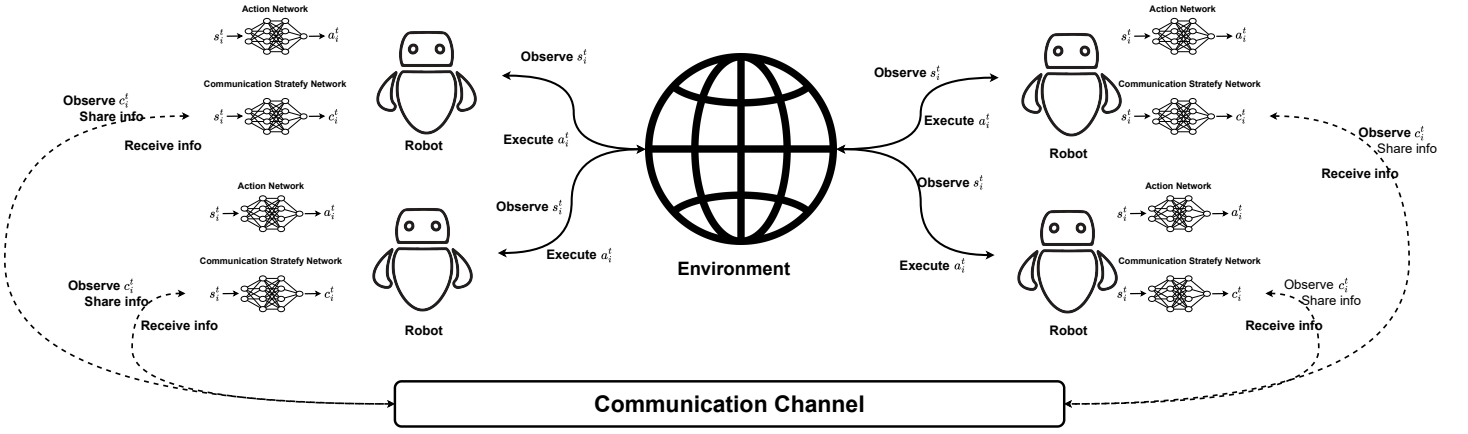 Action Network
$s_i^t$ → $a_i^t$
Communication Stratefy Network
$s_i^t$ → $c_i^t$
Observe $c_i^t$
Share info
Receive info
Robot
Observe $s_i^t$
Execute $a_i^t$
Action Network
$s_i^t$ → $a_i^t$
Communication Stratefy Network
$s_i^t$ → $c_i^t$
Observe $c_i^t$
Share info
Receive info
Robot
Observe $s_i^t$
Execute $a_i^t$
Environment
Observe $s_i^t$
Execute $a_i^t$
Robot
Action Network
$s_i^t$ → $a_i^t$
Communication Stratefy Network
$s_i^t$ → $c_i^t$
Observe $c_i^t$
Share info
Receive info
Observe $s_i^t$
Execute $a_i^t$
Robot
Action Network
$s_i^t$ → $a_i^t$
Communication Stratefy Network
$s_i^t$ → $c_i^t$
Observe $c_i^t$
Share info
Receive info
Communication Channel